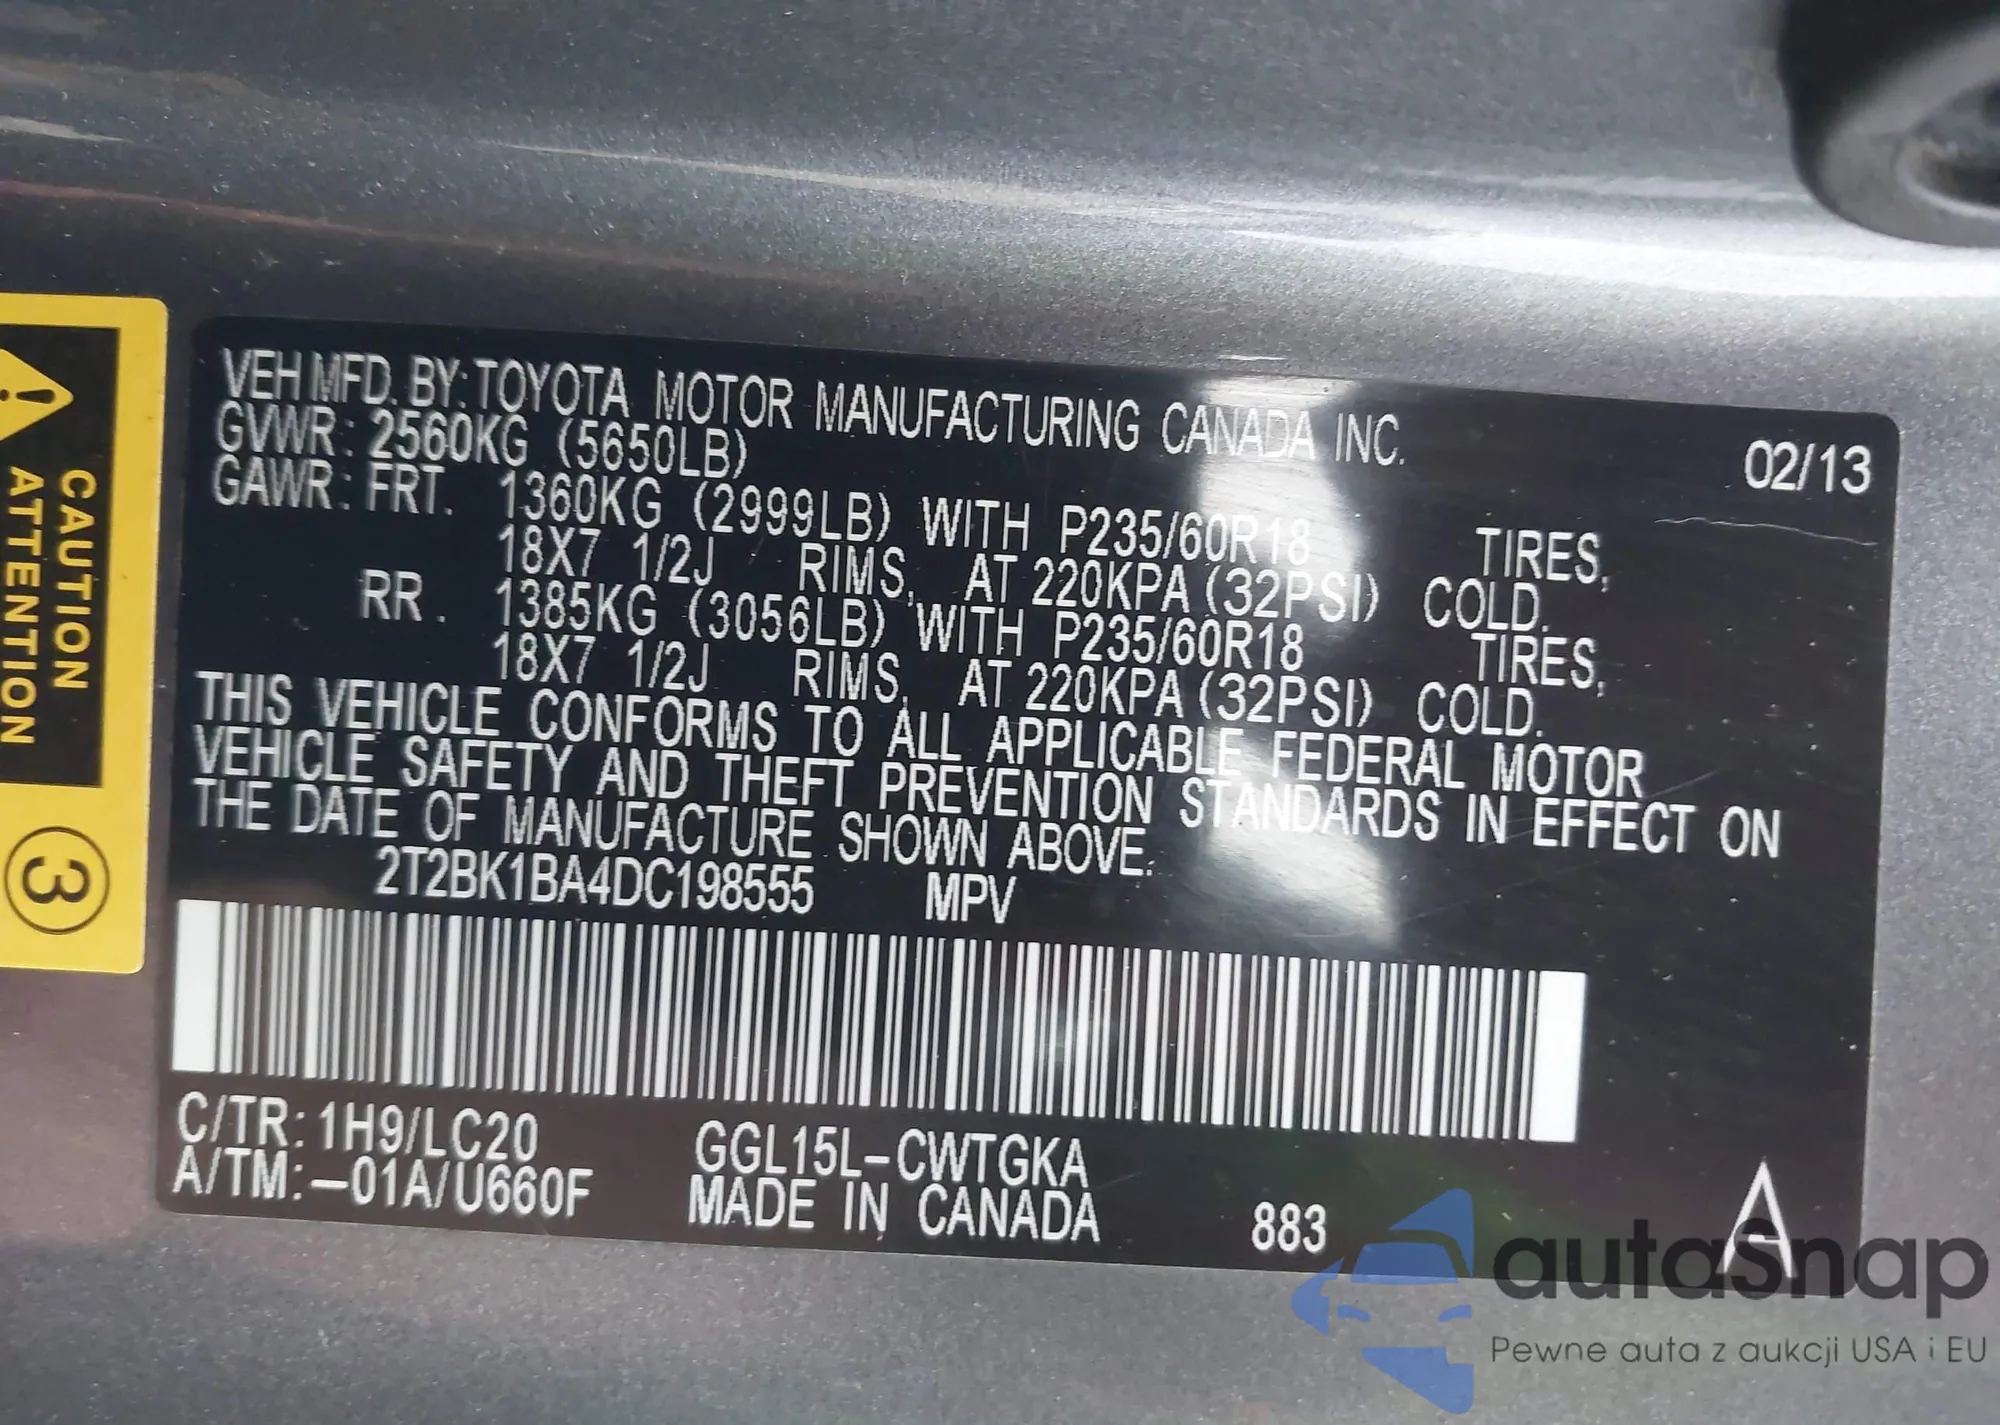 CAUTION
ATTENTION
3
VEH MFD. BY: TOYOTA MOTOR MANUFACTURING CANADA INC.
GVWR: 2560KG (5650LB) 02/13
GAWR: FRT. 1360KG (2999LB) WITH P235/60R18 TIRES,
18X7 1/2J RIMS, AT 220KPA (32PSI) COLD.
RR. 1385KG (3056LB) WITH P235/60R18 TIRES,
18X7 1/2J RIMS, AT 220KPA (32PSI) COLD.
THIS VEHICLE CONFORMS TO ALL APPLICABLE FEDERAL MOTOR
VEHICLE SAFETY AND THEFT PREVENTION STANDARDS IN EFFECT ON
THE DATE OF MANUFACTURE SHOWN ABOVE.
2T2BK1BA4DC198555 MPV
C/TR: 1H9/LC20 GGL15L-CWTGKA
A/TM: -01A/U660F MADE IN CANADA 883 A
autasnap
Pewne auta z aukcji USA i EU